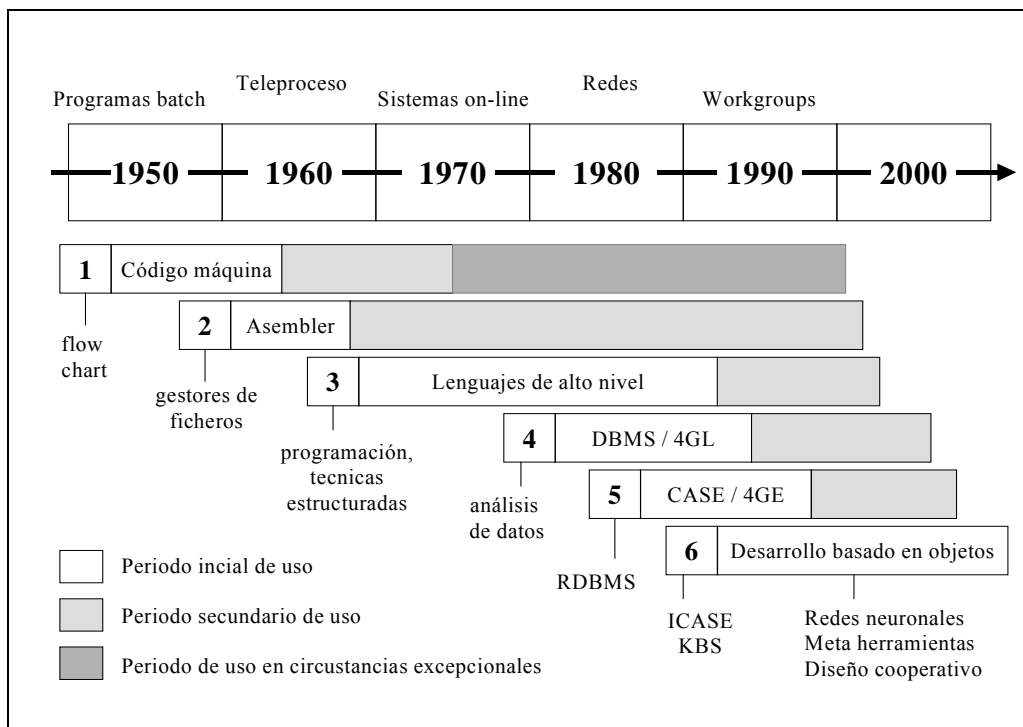 Programas batch
Teleproceso
Sistemas on-line
Redes
Workgroups
1950
1960
1970
1980
1990
2000
1
Código máquina
flow
chart
2
Asembler
gestores de
ficheros
3
Lenguajes de alto nivel
programación,
tecnicas
estructuradas
4
DBMS / 4GL
análisis
de datos
5
CASE / 4GE
RDBMS
6
Desarrollo basado en objetos
ICASE
KBS
Redes neuronales
Meta herramientas
Diseño cooperativo
Periodo incial de uso
Periodo secundario de uso
Periodo de uso en circustancias excepcionales